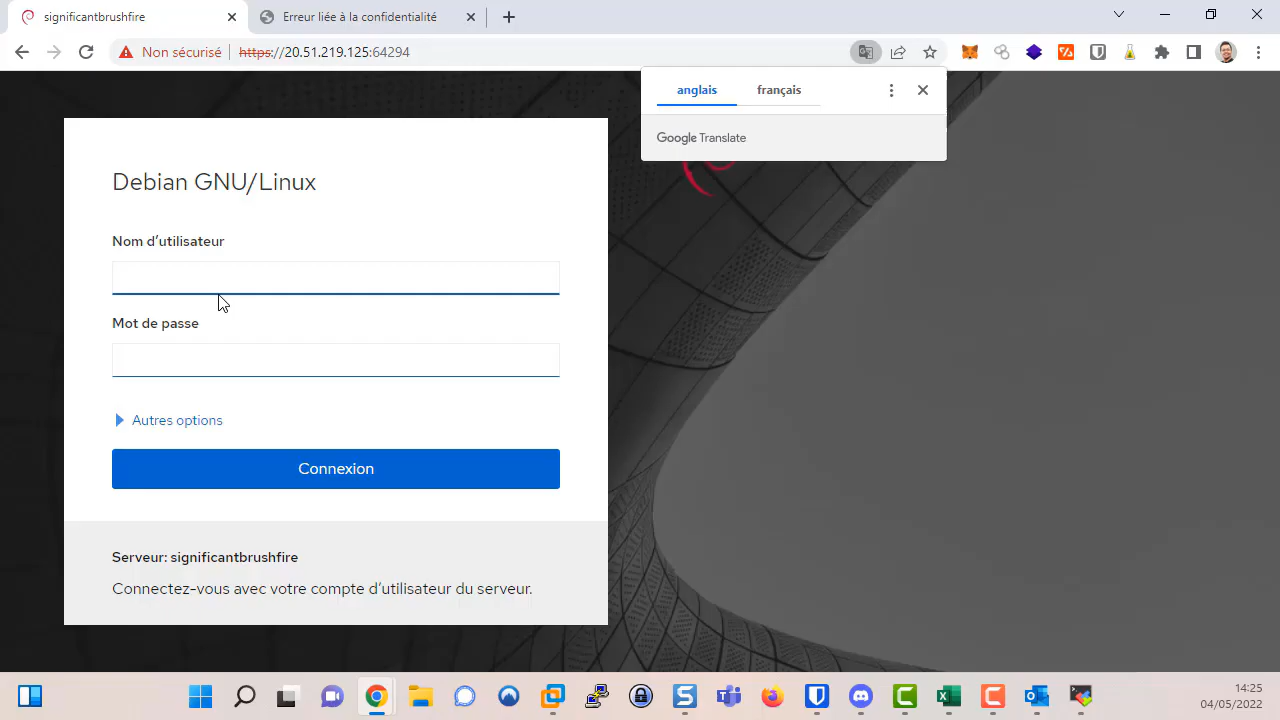 significantbrushfire
Erreur liée à la confidentialité
Non sécurisé
https://20.51.219.125:64294
anglais
français
Google Translate
Debian GNU/Linux
Nom d'utilisateur
Mot de passe
Autres options
Connexion
Serveur: significantbrushfire
Connectez-vous avec votre compte d'utilisateur du serveur.
14:25
04/05/2022